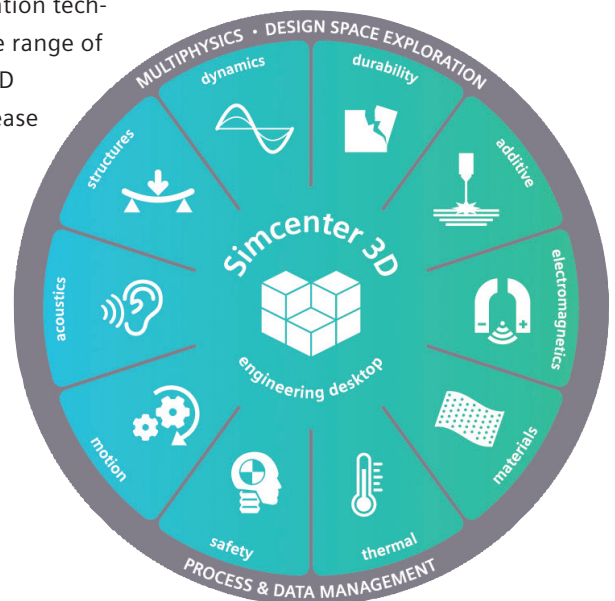 ation tech-
e range of
D
ease
MULTIPHYSICS • DESIGN SPACE EXPLORATION
dynamics
durability
structures
additive
acoustics
electromagnetics
Simcenter 3D
engineering desktop
motion
materials
safety
thermal
PROCESS & DATA MANAGEMENT